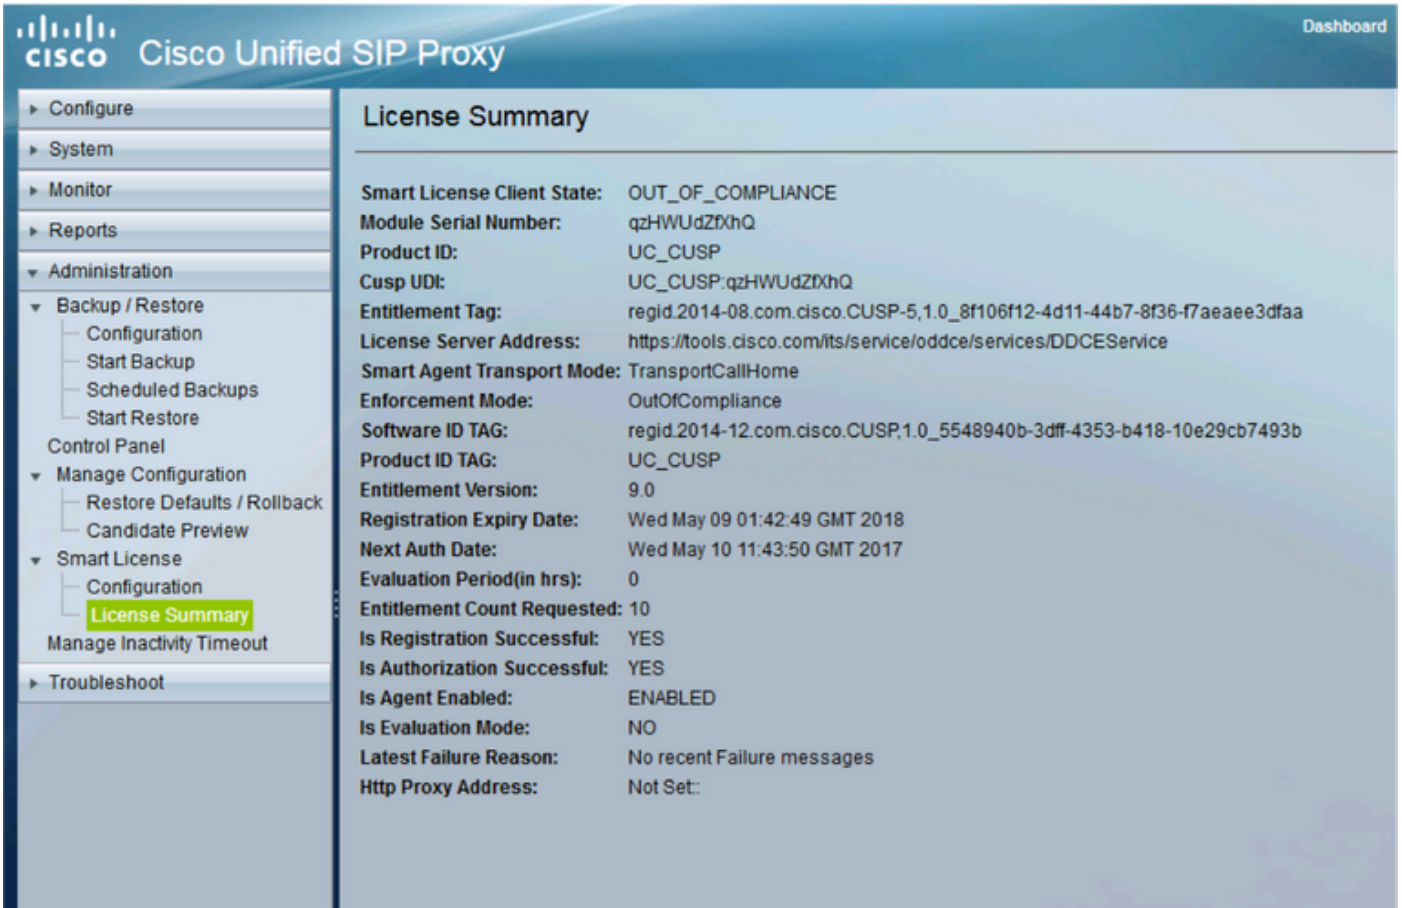 CISCO
Cisco Unified SIP Proxy
Dashboard
Configure
System
Monitor
Reports
Administration
Backup / Restore
Configuration
Start Backup
Scheduled Backups
Start Restore
Control Panel
Manage Configuration
Restore Defaults / Rollback
Candidate Preview
Smart License
Configuration
License Summary
Manage Inactivity Timeout
Troubleshoot
License Summary
Smart License Client State: OUT_OF_COMPLIANCE
Module Serial Number: qzHWUdZfXhQ
Product ID: UC_CUSP
Cusp UDI: UC_CUSP:qzHWUdZfXhQ
Entitlement Tag: regid.2014-08.com.cisco.CUSP-5,1.0_8f106f12-4d11-44b7-8f36-f7aeaee3dfaa
License Server Address: https://tools.cisco.com/its/service/oddce/services/DDCEService
Smart Agent Transport Mode: TransportCallHome
Enforcement Mode: OutOfCompliance
Software ID TAG: regid.2014-12.com.cisco.CUSP,1.0_5548940b-3dff-4353-b418-10e29cb7493b
Product ID TAG: UC_CUSP
Entitlement Version: 9.0
Registration Expiry Date: Wed May 09 01:42:49 GMT 2018
Next Auth Date: Wed May 10 11:43:50 GMT 2017
Evaluation Period(in hrs): 0
Entitlement Count Requested: 10
Is Registration Successful: YES
Is Authorization Successful: YES
Is Agent Enabled: ENABLED
Is Evaluation Mode: NO
Latest Failure Reason: No recent Failure messages
Http Proxy Address: Not Set::